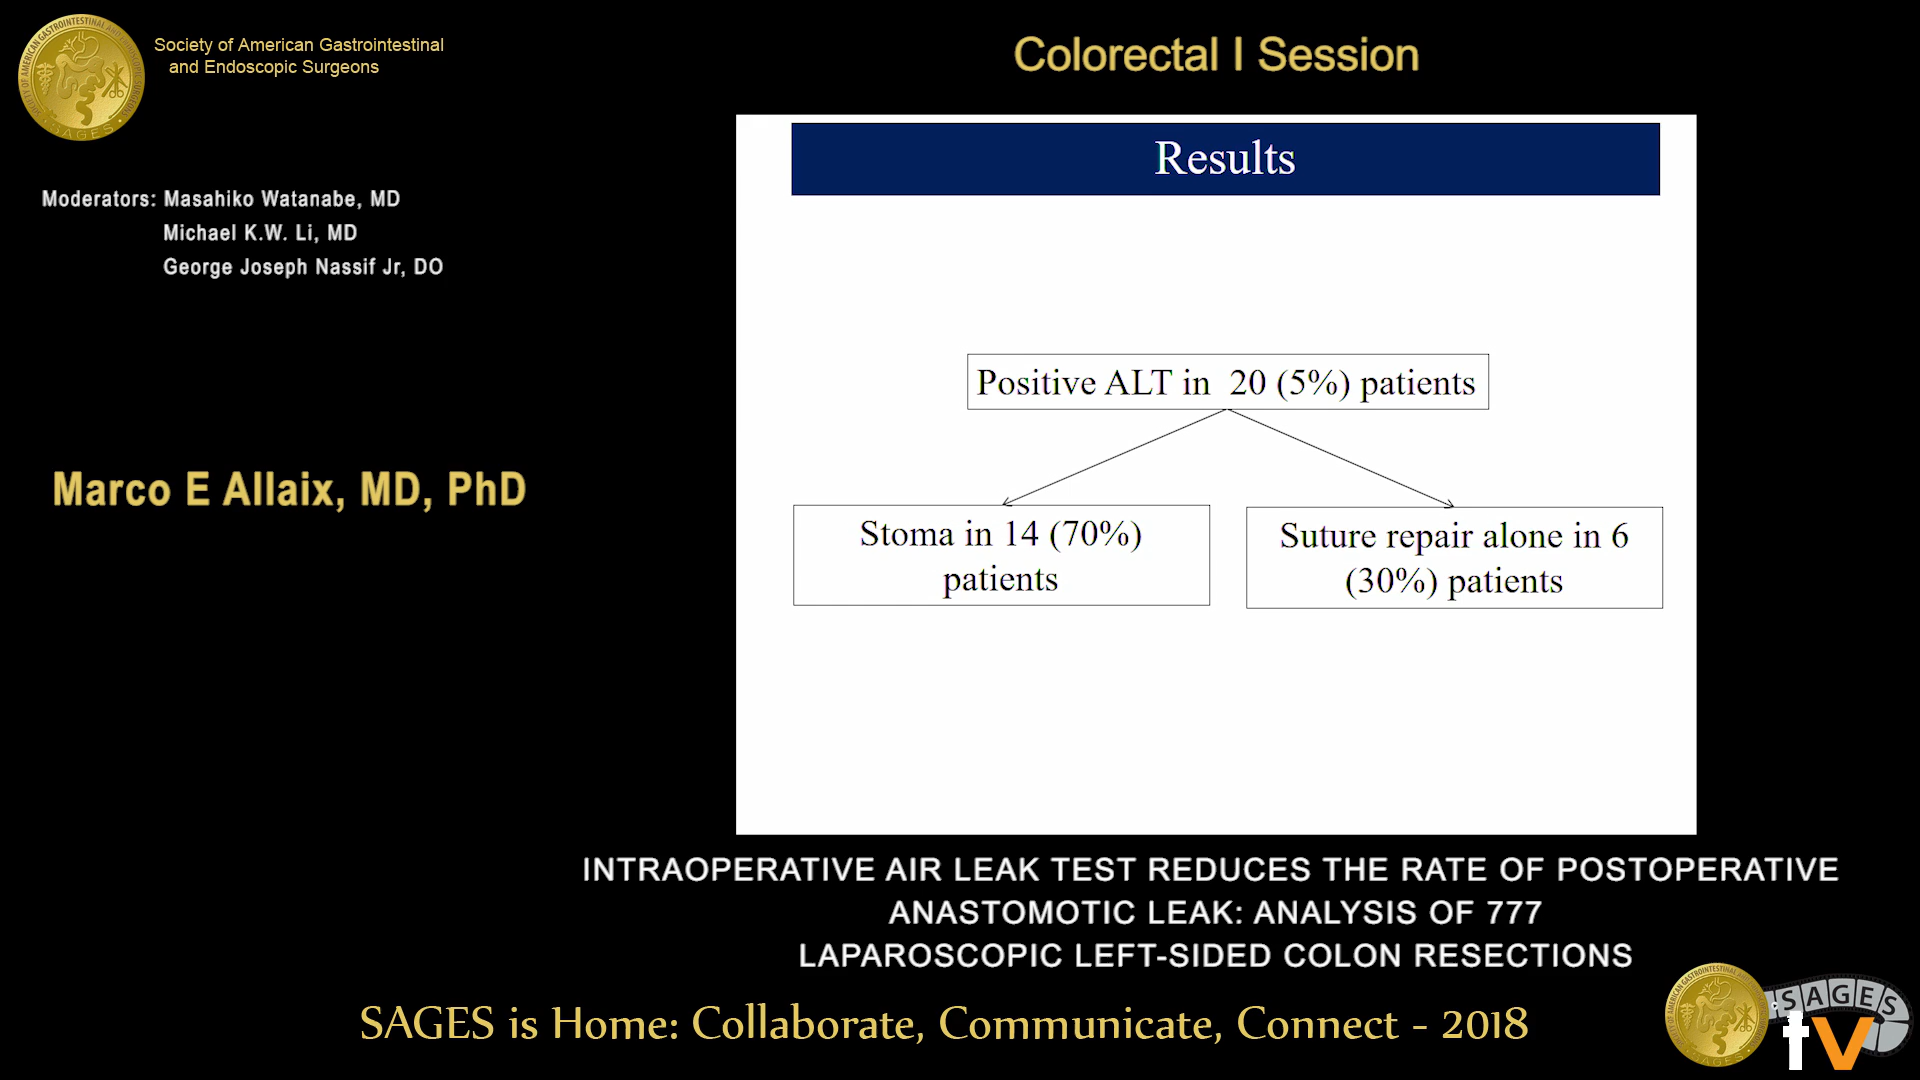 Society of American Gastrointestinal
and Endoscopic Surgeons
Colorectal I Session
Moderators: Masahiko Watanabe, MD
Michael K.W. Li, MD
George Joseph Nassif Jr, DO
Marco E Allaix, MD, PhD
Results
Positive ALT in 20 (5%) patients
Stoma in 14 (70%)
patients
Suture repair alone in 6
(30%) patients
INTRAOPERATIVE AIR LEAK TEST REDUCES THE RATE OF POSTOPERATIVE
ANASTOMOTIC LEAK: ANALYSIS OF 777
LAPAROSCOPIC LEFT-SIDED COLON RESECTIONS
SAGES is Home: Collaborate, Communicate, Connect - 2018
SAGES
SAGES
tv